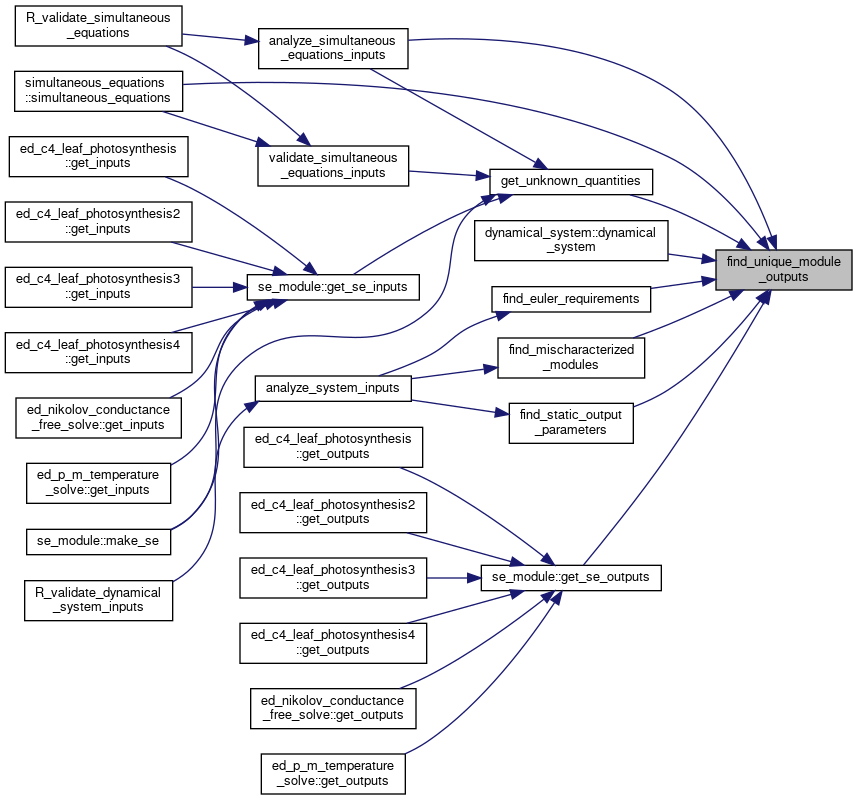 R_validate_simultaneous
_equations
simultaneous_equations
::simultaneous_equations
ed_c4_leaf_photosynthesis
::get_inputs
ed_c4_leaf_photosynthesis2
::get_inputs
ed_c4_leaf_photosynthesis3
::get_inputs
ed_c4_leaf_photosynthesis4
::get_inputs
ed_nikolov_conductance
_free_solve::get_inputs
ed_p_m_temperature
_solve::get_inputs
se_module::make_se
R_validate_dynamical
_system_inputs
analyze_simultaneous
_equations_inputs
validate_simultaneous
_equations_inputs
se_module::get_se_inputs
analyze_system_inputs
ed_c4_leaf_photosynthesis
::get_outputs
ed_c4_leaf_photosynthesis2
::get_outputs
ed_c4_leaf_photosynthesis3
::get_outputs
ed_c4_leaf_photosynthesis4
::get_outputs
ed_nikolov_conductance
_free_solve::get_outputs
ed_p_m_temperature
_solve::get_outputs
get_unknown_quantities
dynamical_system::dynamical
_system
find_euler_requirements
find_mischaracterized
_modules
find_static_output
_parameters
se_module::get_se_outputs
find_unique_module
_outputs